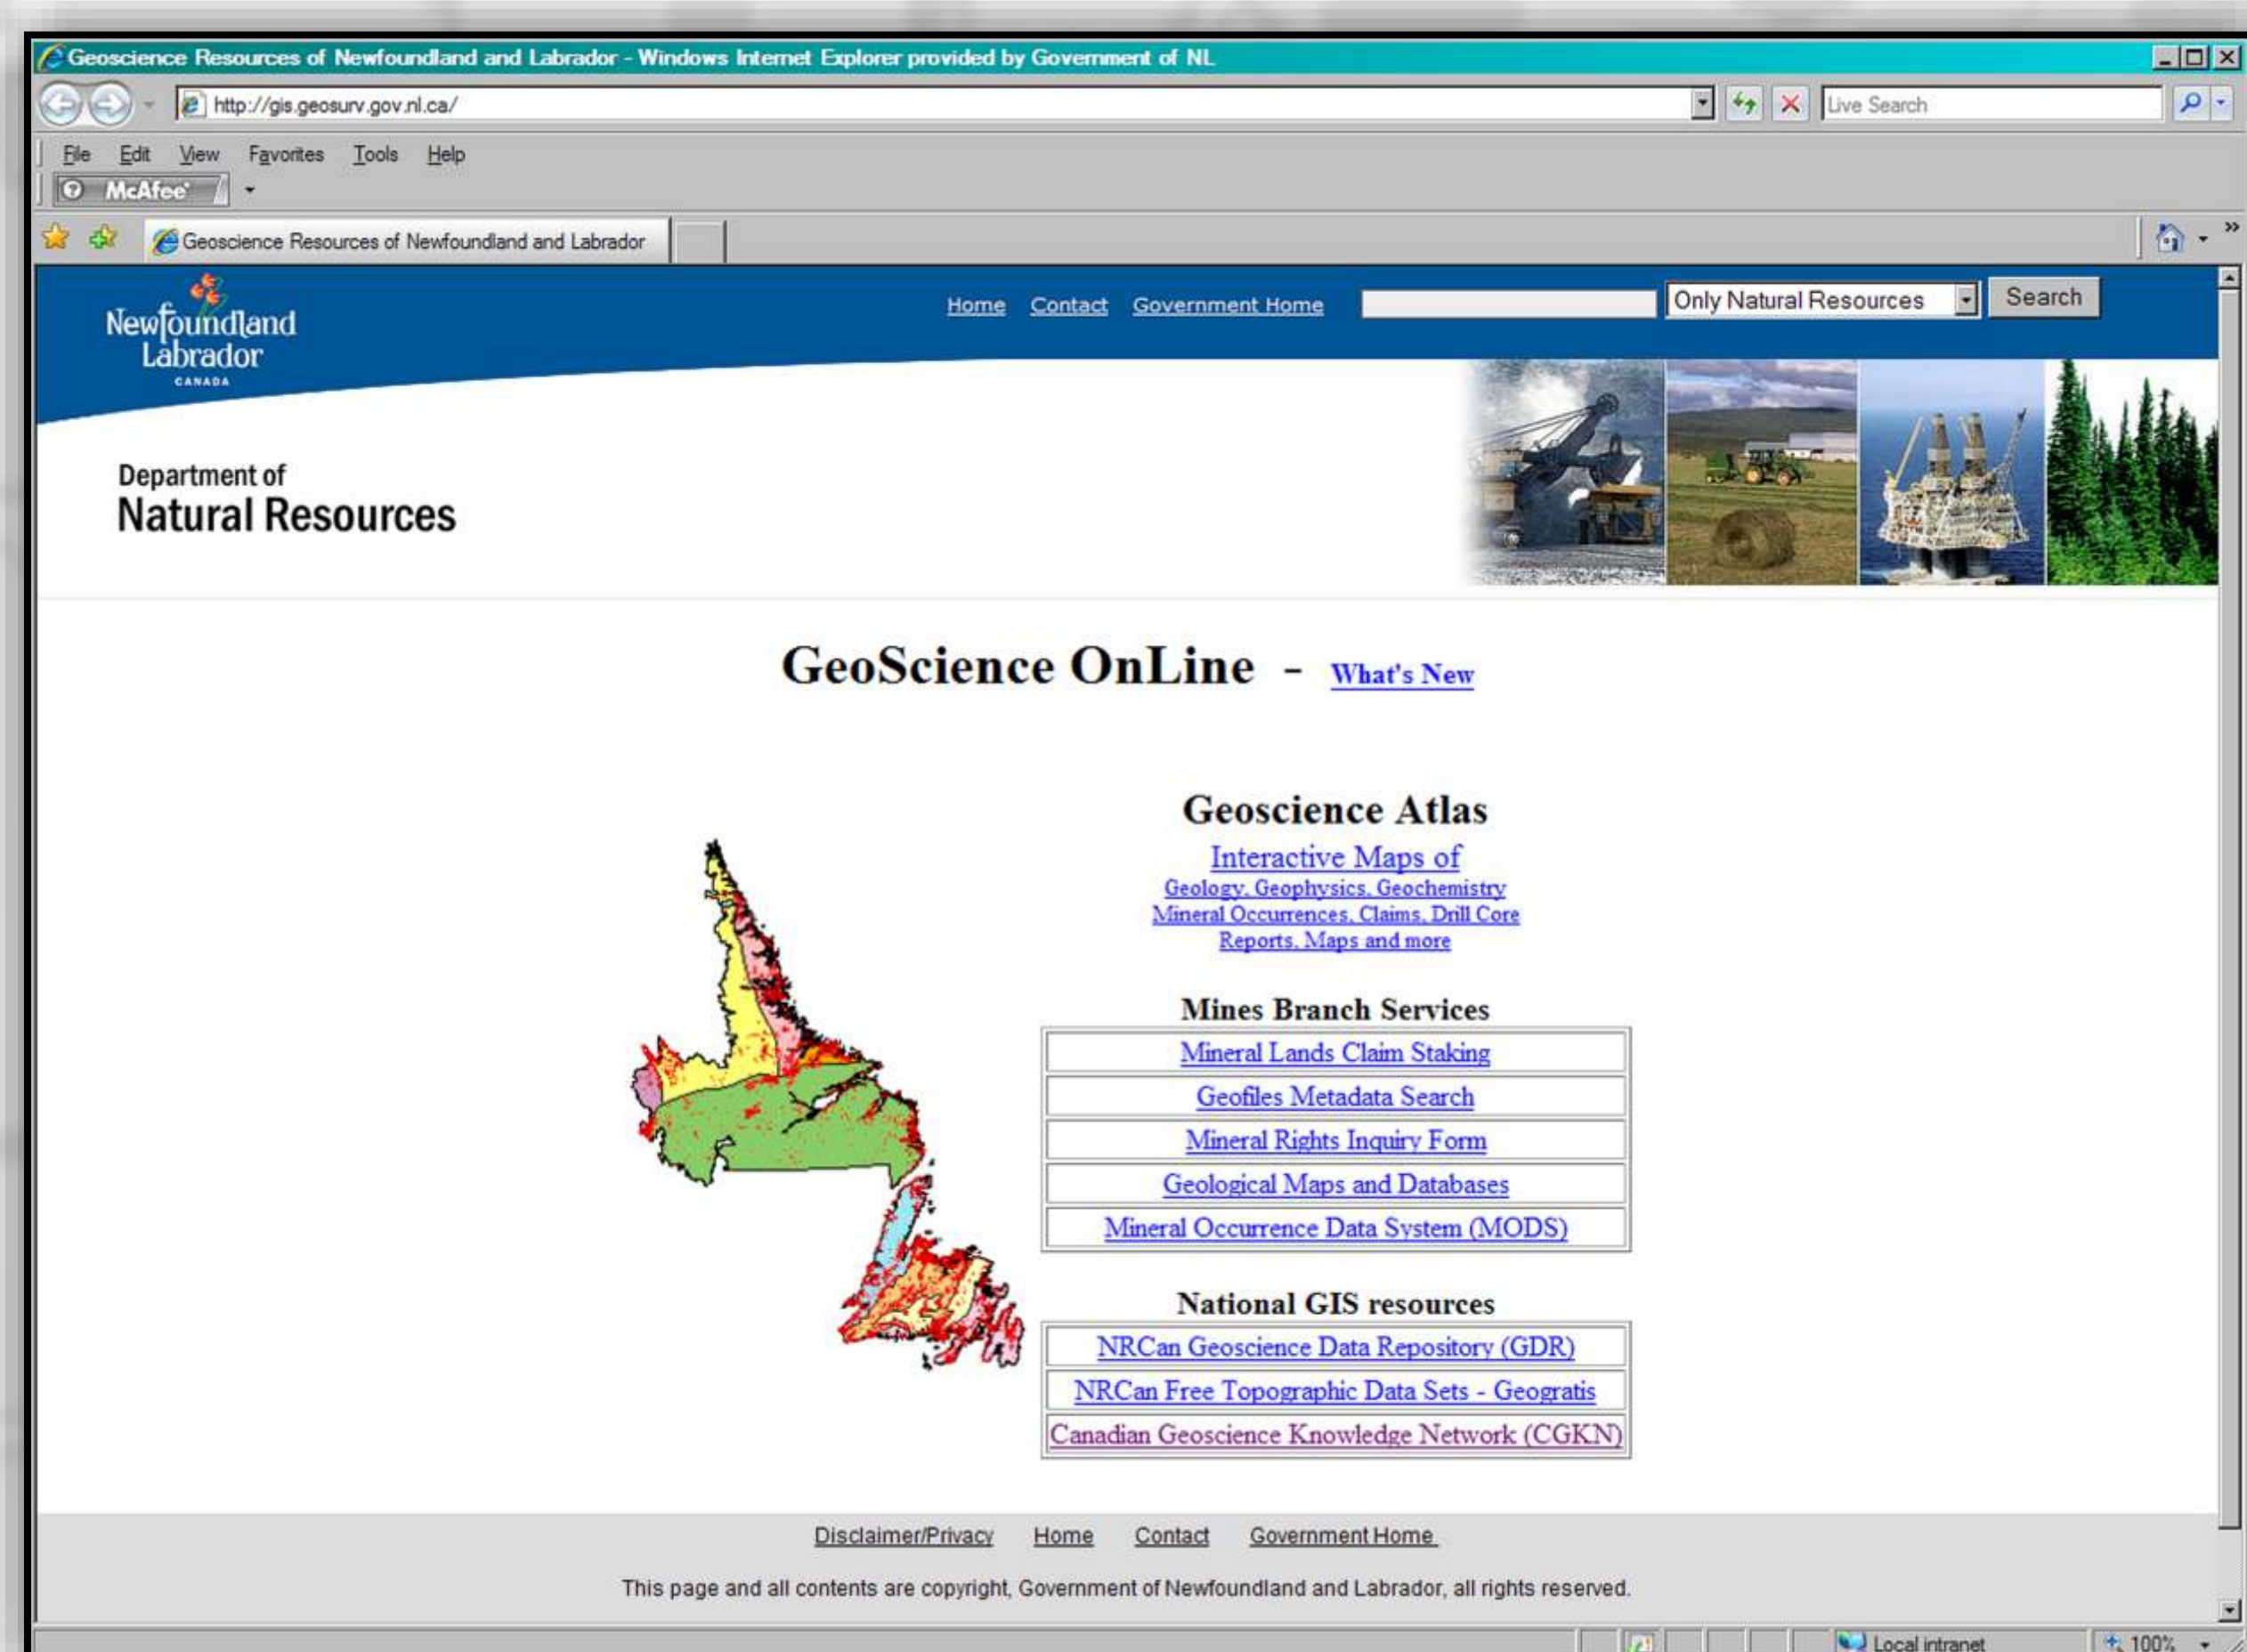 Geoscience Resources of Newfoundland and Labrador - Windows Internet Explorer provided by Government of NL
http://gis.geosurv.gov.nl.ca/
Live Search
File Edit View Favorites Tools Help
McAfee
Geoscience Resources of Newfoundland and Labrador
Newfoundland
Labrador
CANADA
Home Contact Government Home Only Natural Resources Search
Department of
Natural Resources
GeoScience OnLine - What's New
Geoscience Atlas
Interactive Maps of
Geology, Geophysics, Geochemistry
Mineral Occurrences, Claims, Drill Core
Reports, Maps and more
Mines Branch Services
Mineral Lands Claim Staking
Geofiles Metadata Search
Mineral Rights Inquiry Form
Geological Maps and Databases
Mineral Occurrence Data System (MODS)
National GIS resources
NRCan Geoscience Data Repository (GDR)
NRCan Free Topographic Data Sets - Geogratis
Canadian Geoscience Knowledge Network (CGKN)
Disclaimer/Privacy Home Contact Government Home
This page and all contents are copyright, Government of Newfoundland and Labrador, all rights reserved.
Local intranet 100%